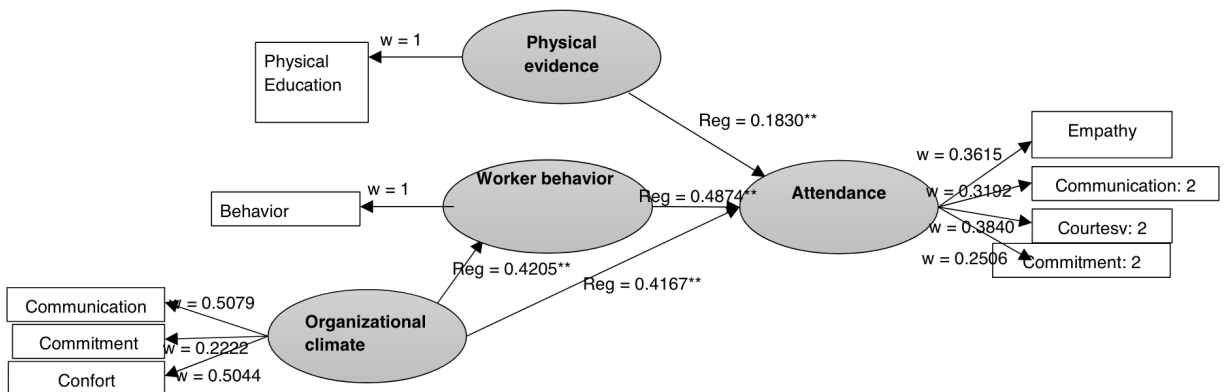 Physical
Education
w = 1
Physical
evidence
Reg = 0.1830**
Behavior
w = 1
Worker behavior
Reg = 0.4874**
Attendance
w = 0.3615
Empathy
w = 0.3192
Communication: 2
w = 0.3840
Courtesv: 2
w = 0.2506
Commitment: 2
Reg = 0.4205**
Reg = 0.4167**
Communication
w = 0.5079
Commitment
w = 0.2222
Confort
w = 0.5044
Organizational
climate